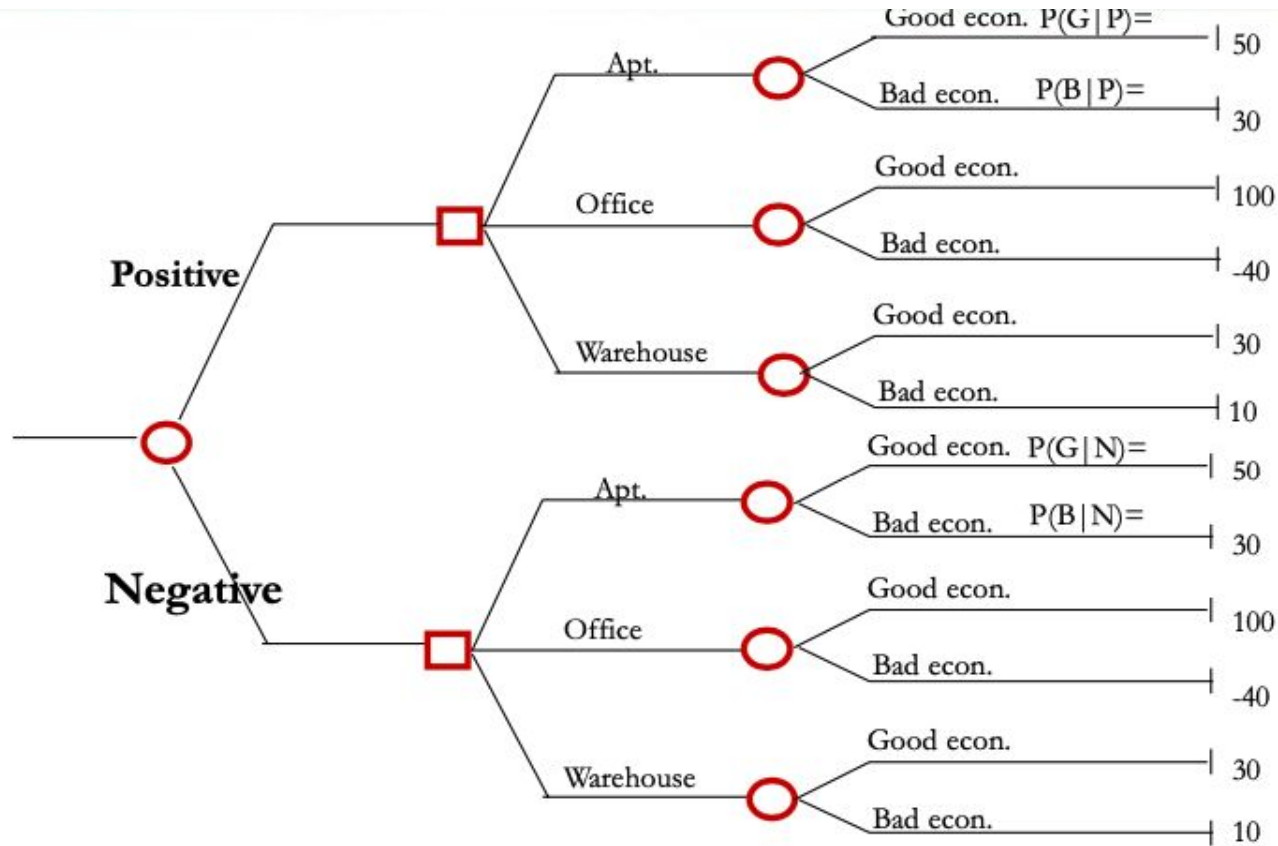 Good econ. P(G|P)=
50
Apt.
Bad econ. P(B|P)=
30
Good econ.
100
Office
Bad econ.
-40
Positive
Good econ.
30
Warehouse
Bad econ.
10
Good econ. P(G|N)=
50
Apt.
Bad econ. P(B|N)=
30
Negative
Good econ.
100
Office
Bad econ.
-40
Good econ.
30
Warehouse
Bad econ.
10